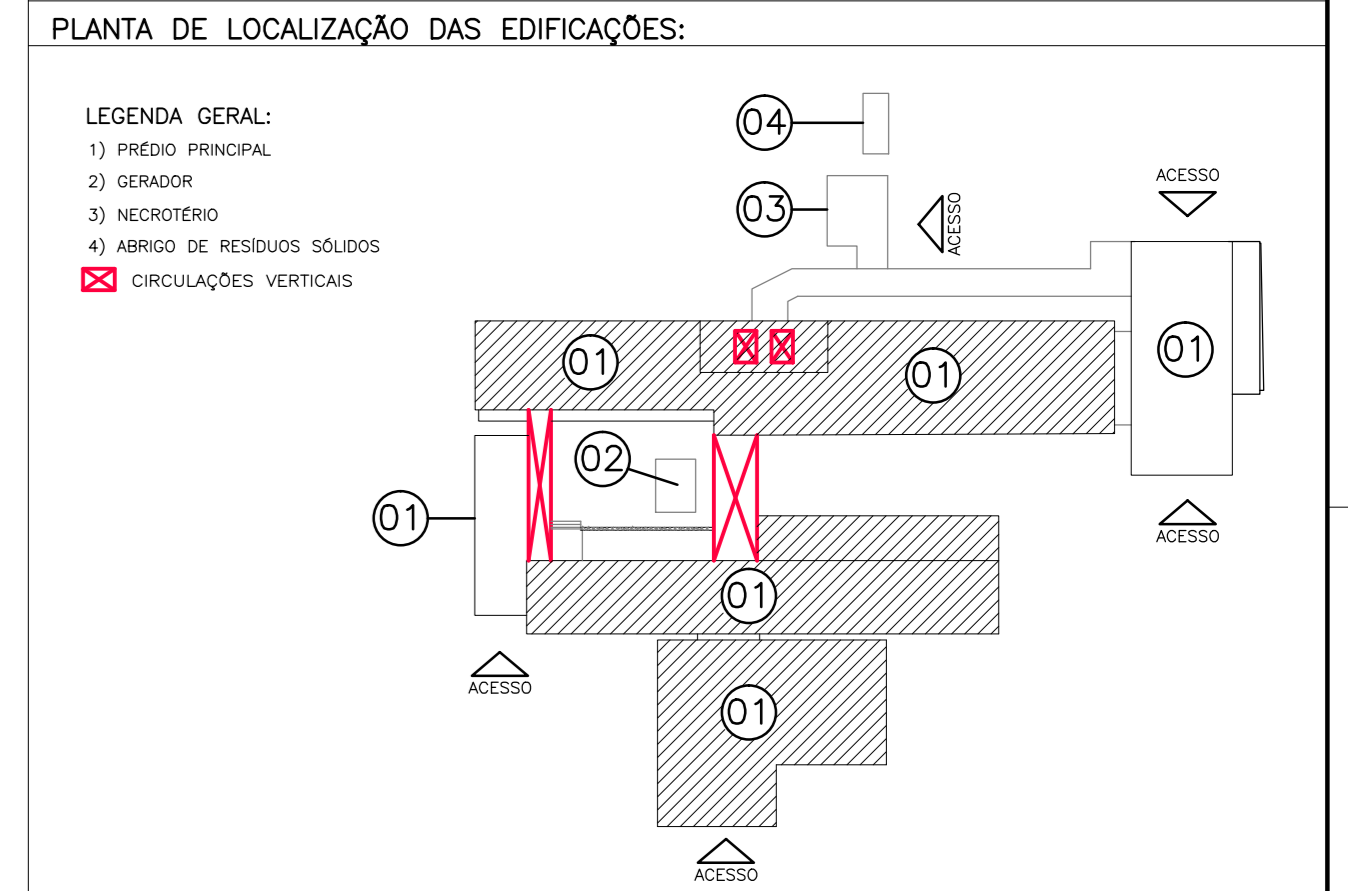 PLANTA DE LOCALIZAÇÃO DAS EDIFICAÇÕES:
LEGENDA GERAL:
1) PRÉDIO PRINCIPAL
2) GERADOR
3) NECROTÉRIO
4) ABRIGO DE RESÍDUOS SÓLIDOS
CIRCULAÇÕES VERTICAIS
04
03
ACESSO
ACESSO
01
01
01
02
01
ACESSO
01
ACESSO
01
ACESSO